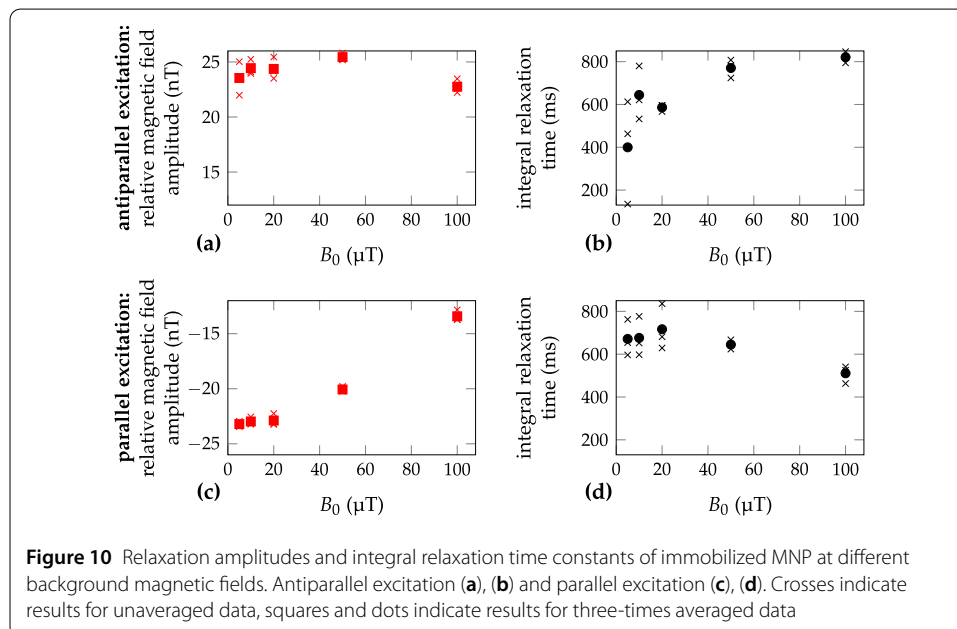 antiparallel excitation:
relative magnetic field
amplitude (nT)
25
20
15
0 20 40 60 80 100
(a)
B₀ (µT)
integral relaxation
time (ms)
800
600
400
200
0 20 40 60 80 100
(b)
B₀ (µT)
parallel excitation:
relative magnetic field
amplitude (nT)
−15
−20
−25
0 20 40 60 80 100
(c)
B₀ (µT)
integral relaxation
time (ms)
800
600
400
200
0 20 40 60 80 100
(d)
B₀ (µT)
Figure 10 Relaxation amplitudes and integral relaxation time constants of immobilized MNP at different
background magnetic fields. Antiparallel excitation (a), (b) and parallel excitation (c), (d). Crosses indicate
results for unaveraged data, squares and dots indicate results for three-times averaged data